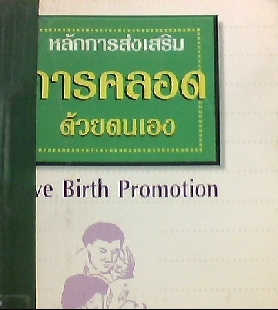 หลักการส่งเสริม
การคลอด
ด้วยตนเอง
ve Birth Promotion